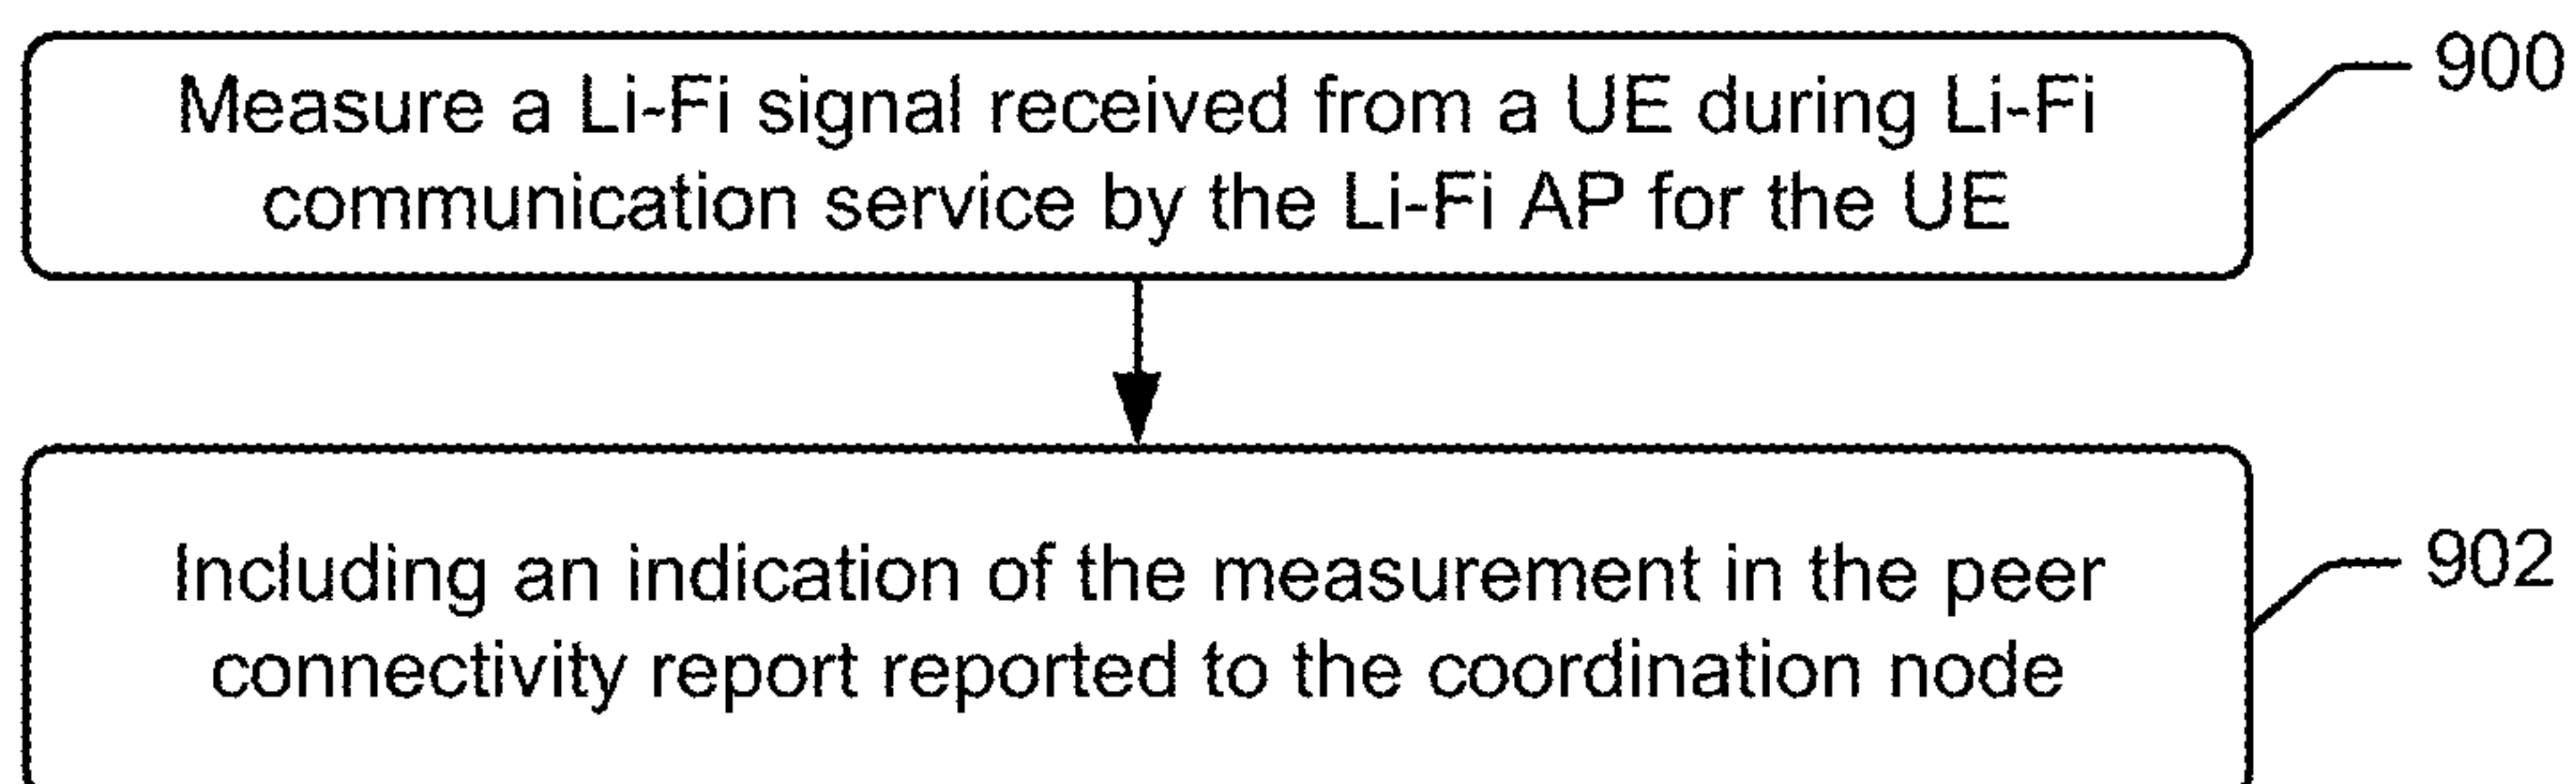 Measure a Li-Fi signal received from a UE during Li-Fi
communication service by the Li-Fi AP for the UE
900
Including an indication of the measurement in the peer
connectivity report reported to the coordination node
902